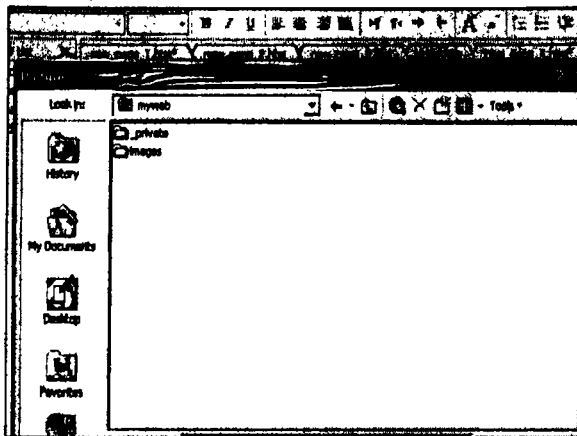 B I U
Look in: myweb Tools
_private
images
History
My Documents
Desktop
Favorites